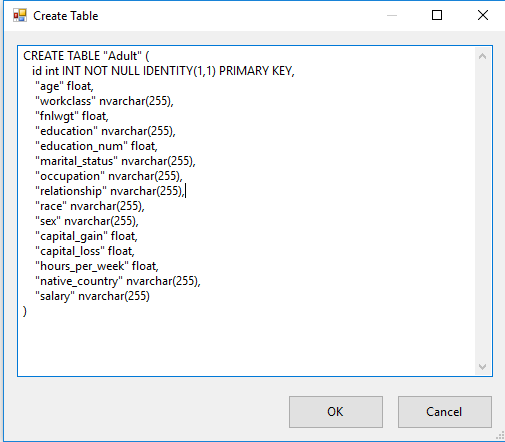 Create Table
CREATE TABLE "Adult" (
id int INT NOT NULL IDENTITY(1,1) PRIMARY KEY,
"age" float,
"workclass" nvarchar(255),
"fnlwgt" float,
"education" nvarchar(255),
"education_num" float,
"marital_status" nvarchar(255),
"occupation" nvarchar(255),
"relationship" nvarchar(255),
"race" nvarchar(255),
"sex" nvarchar(255),
"capital_gain" float,
"capital_loss" float,
"hours_per_week" float,
"native_country" nvarchar(255),
"salary" nvarchar(255)
)
OK Cancel